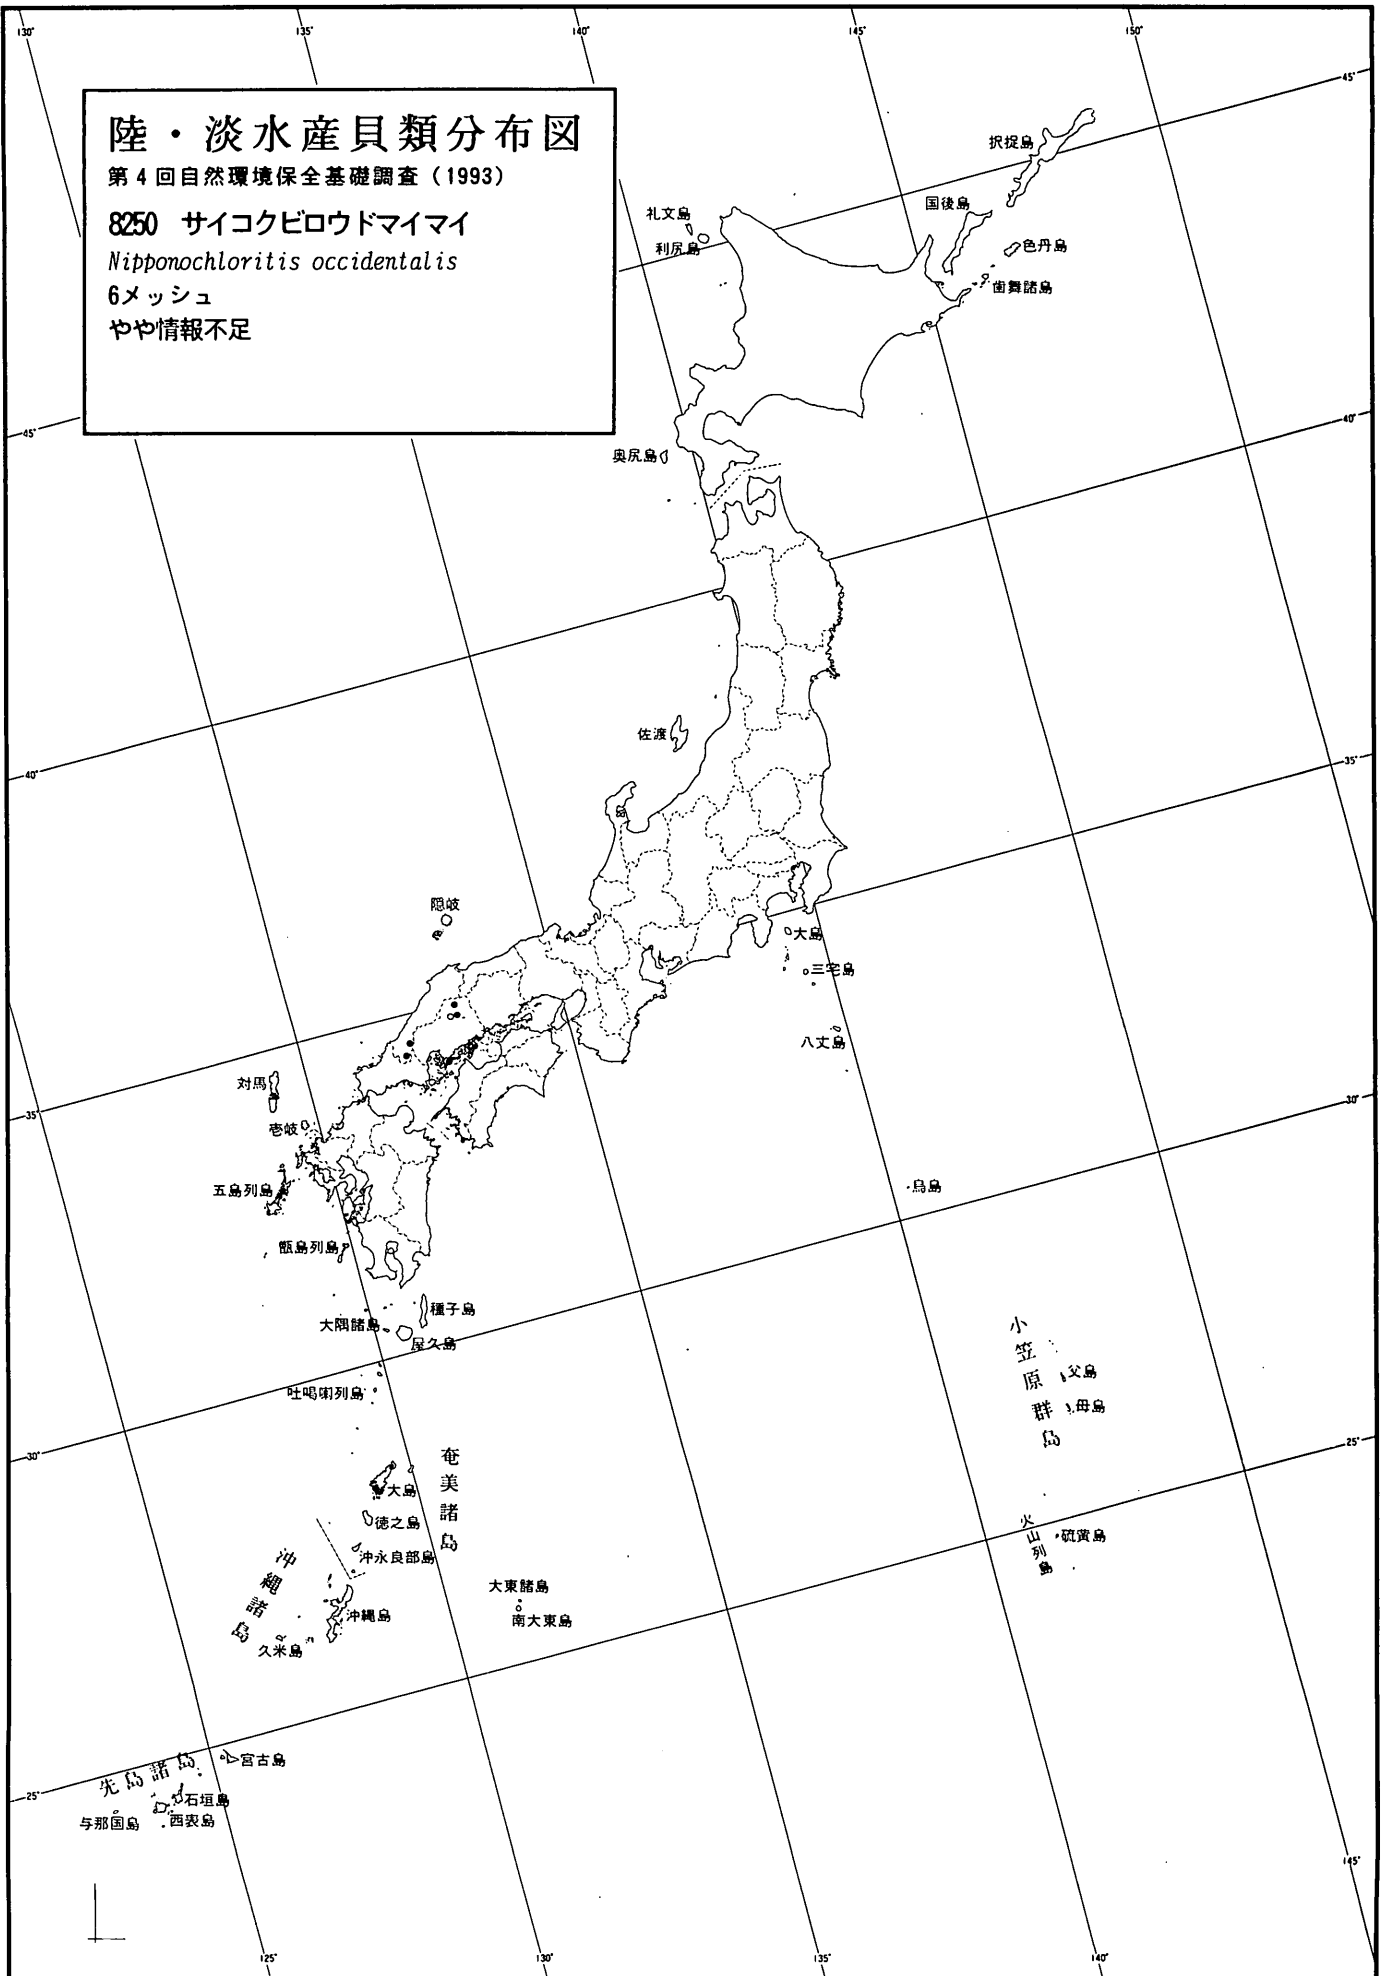 130°
135°
140°
145°
150°
45°
陸・淡水産貝類分布図
第4回自然環境保全基礎調査（1993）
8250 サイコクビロウドマイマイ
Nipponochloritis occidentalis
6メッシュ
やや情報不足
択捉島
国後島
色丹島
歯舞諸島
礼文島
利尻島
45°
40°
奥尻島
佐渡
40°
35°
隠岐
大島
三宅島
八丈島
対馬
壱岐
35°
30°
五島列島
鳥島
甑島列島
種子島
大隅諸島
屋久島
吐噶喇列島
小笠原群島
父島
母島
30°
25°
奄美諸島
大島
徳之島
沖永良部島
沖縄諸島
沖縄島
久米島
大東諸島
南大東島
火山列島
硫黄島
先島諸島
宮古島
石垣島
西表島
与那国島
25°
145°
125°
130°
135°
140°